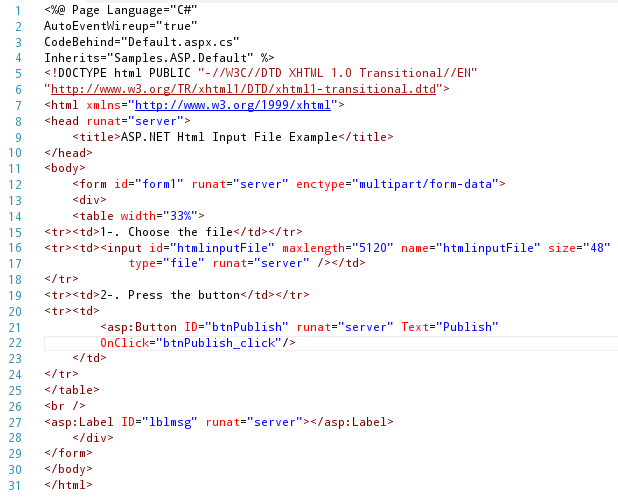 1 <%@ Page Language="C#"
2 AutoEventWireup="true"
3 CodeBehind="Default.aspx.cs"
4 Inherits="Samples.ASP.Default" %>
5 <!DOCTYPE html PUBLIC "-//W3C//DTD XHTML 1.0 Transitional//EN"
6 "http://www.w3.org/TR/xhtml1/DTD/xhtml1-transitional.dtd">
7 <html xmlns="http://www.w3.org/1999/xhtml">
8 <head runat="server">
9     <title>ASP.NET Html Input File Example</title>
10 </head>
11 <body>
12     <form id="form1" runat="server" enctype="multipart/form-data">
13     <div>
14     <table width="33%">
15 <tr><td>1-. Choose the file</td></tr>
16 <tr><td><input id="htmlinputFile" maxlength="5120" name="htmlinputFile" size="48"
17             type="file" runat="server" /></td>
18 </tr>
19 <tr><td>2-. Press the button</td></tr>
20 <tr><td>
21         <asp:Button ID="btnPublish" runat="server" Text="Publish"
22         OnClick="btnPublish_click"/>
23     </td>
24 </tr>
25 </table>
26 <br />
27 <asp:Label ID="lblmsg" runat="server"></asp:Label>
28     </div>
29 </form>
30 </body>
31 </html>